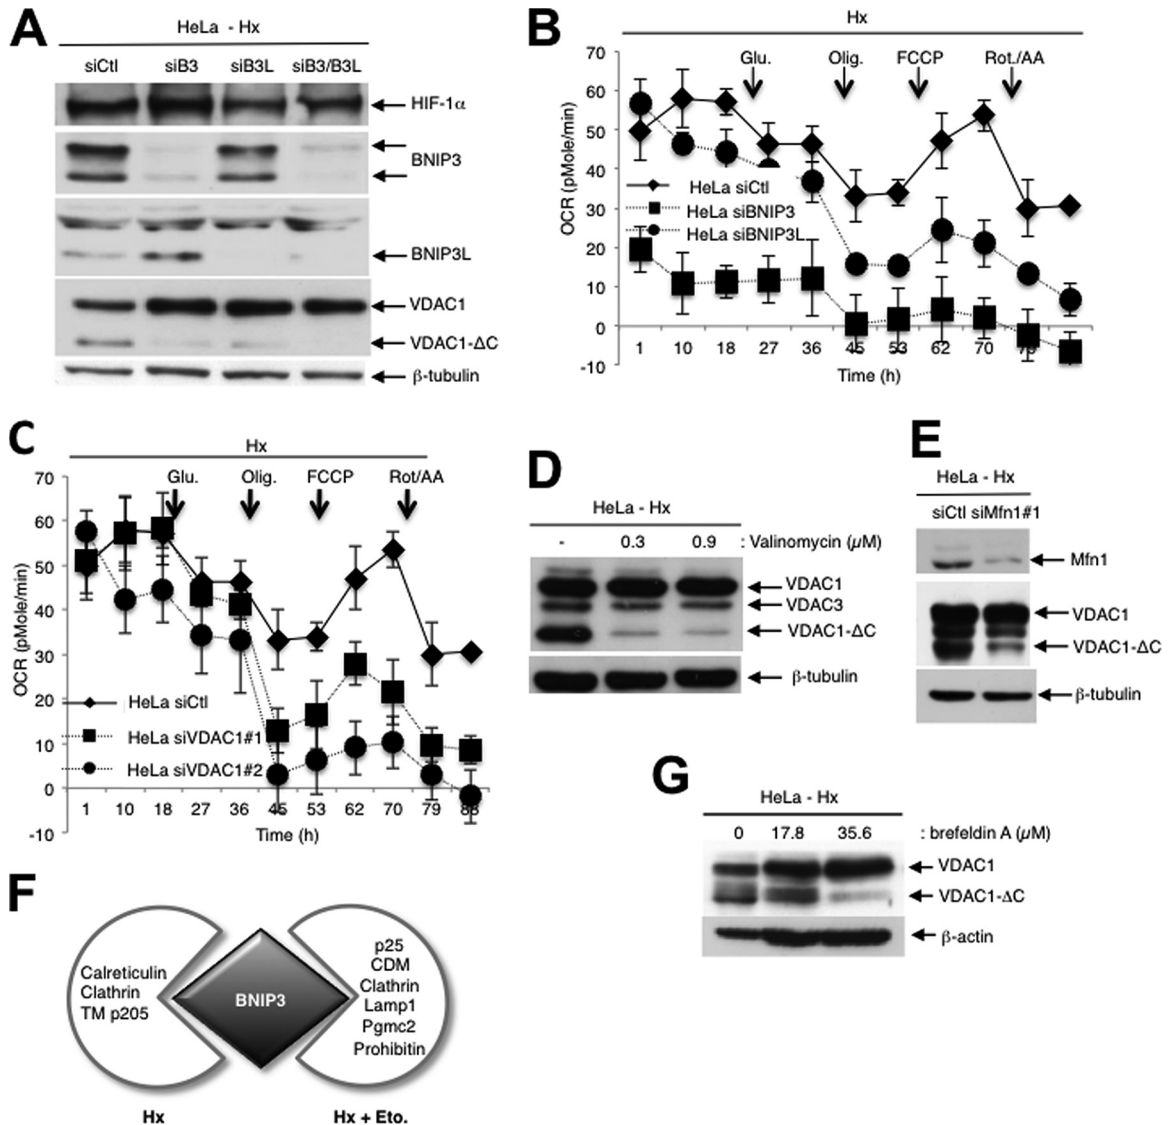 A
HeLa - Hx
siCtl siB3 siB3L siB3/B3L
HIF-1α
BNIP3
BNIP3L
VDAC1
VDAC1-ΔC
β-tubulin
B
Hx
Glu. Olig. FCCP Rot./AA
70
60
50
40
30
20
10
0
-10
OCR (pMole/min)
HeLa siCtl
HeLa siBNIP3
HeLa siBNIP3L
1 10 18 27 36 45 53 62 70 79
Time (h)
C
Hx
Glu. Olig. FCCP Rot/AA
70
60
50
40
30
20
10
0
-10
OCR (pMole/min)
HeLa siCtl
HeLa siVDAC1#1
HeLa siVDAC1#2
1 10 18 27 36 45 53 62 70 79 88
Time (h)
D
HeLa - Hx
- 0.3 0.9 : Valinomycin (µM)
VDAC1
VDAC3
VDAC1-ΔC
β-tubulin
E
HeLa - Hx
siCtl siMfn1#1
Mfn1
VDAC1
VDAC1-ΔC
β-tubulin
F
Calreticulin
Clathrin
TM p205
BNIP3
p25
CDM
Clathrin
Lamp1
Pgmc2
Prohibitin
Hx
Hx + Eto.
G
HeLa - Hx
0 17.8 35.6 : brefeldin A (µM)
VDAC1
VDAC1-ΔC
β-actin